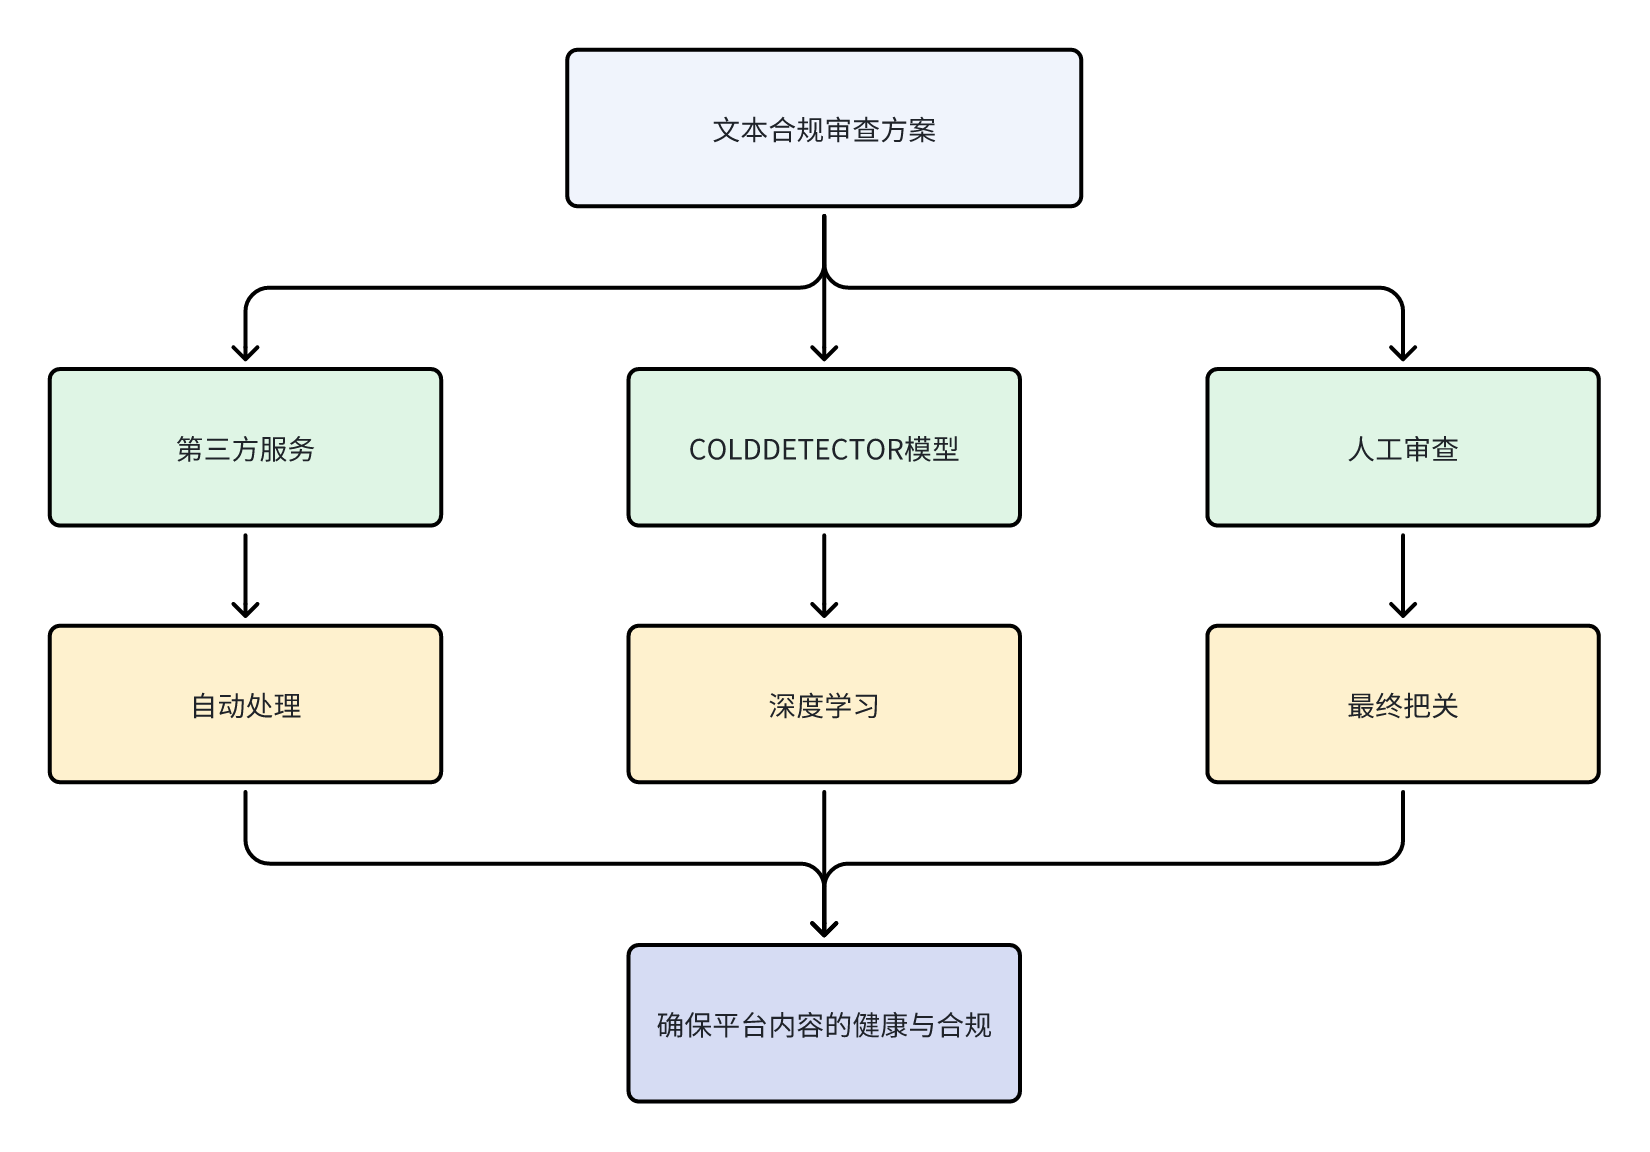 文本合规审查方案
第三方服务
COLDDETECTOR模型
人工审查
自动处理
深度学习
最终把关
确保平台内容的健康与合规